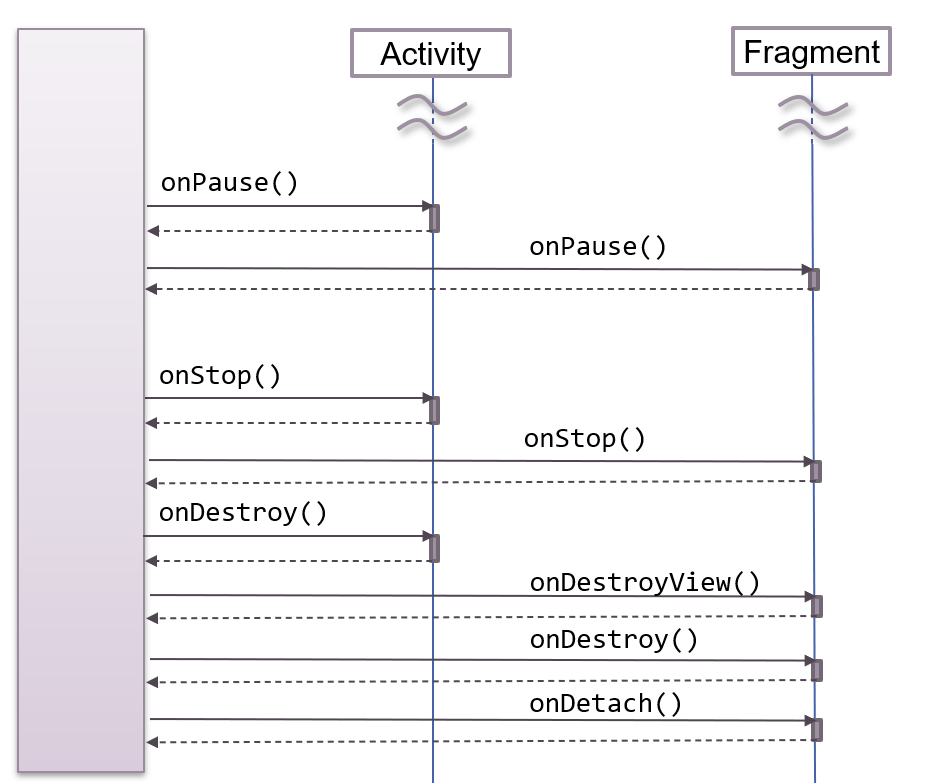 Activity
Fragment
onPause()
onPause()
onStop()
onStop()
onDestroy()
onDestroyView()
onDestroy()
onDetach()